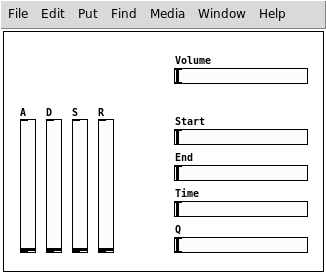 File Edit Put Find Media Window Help
Volume
A D S R
Start
End
Time
Q